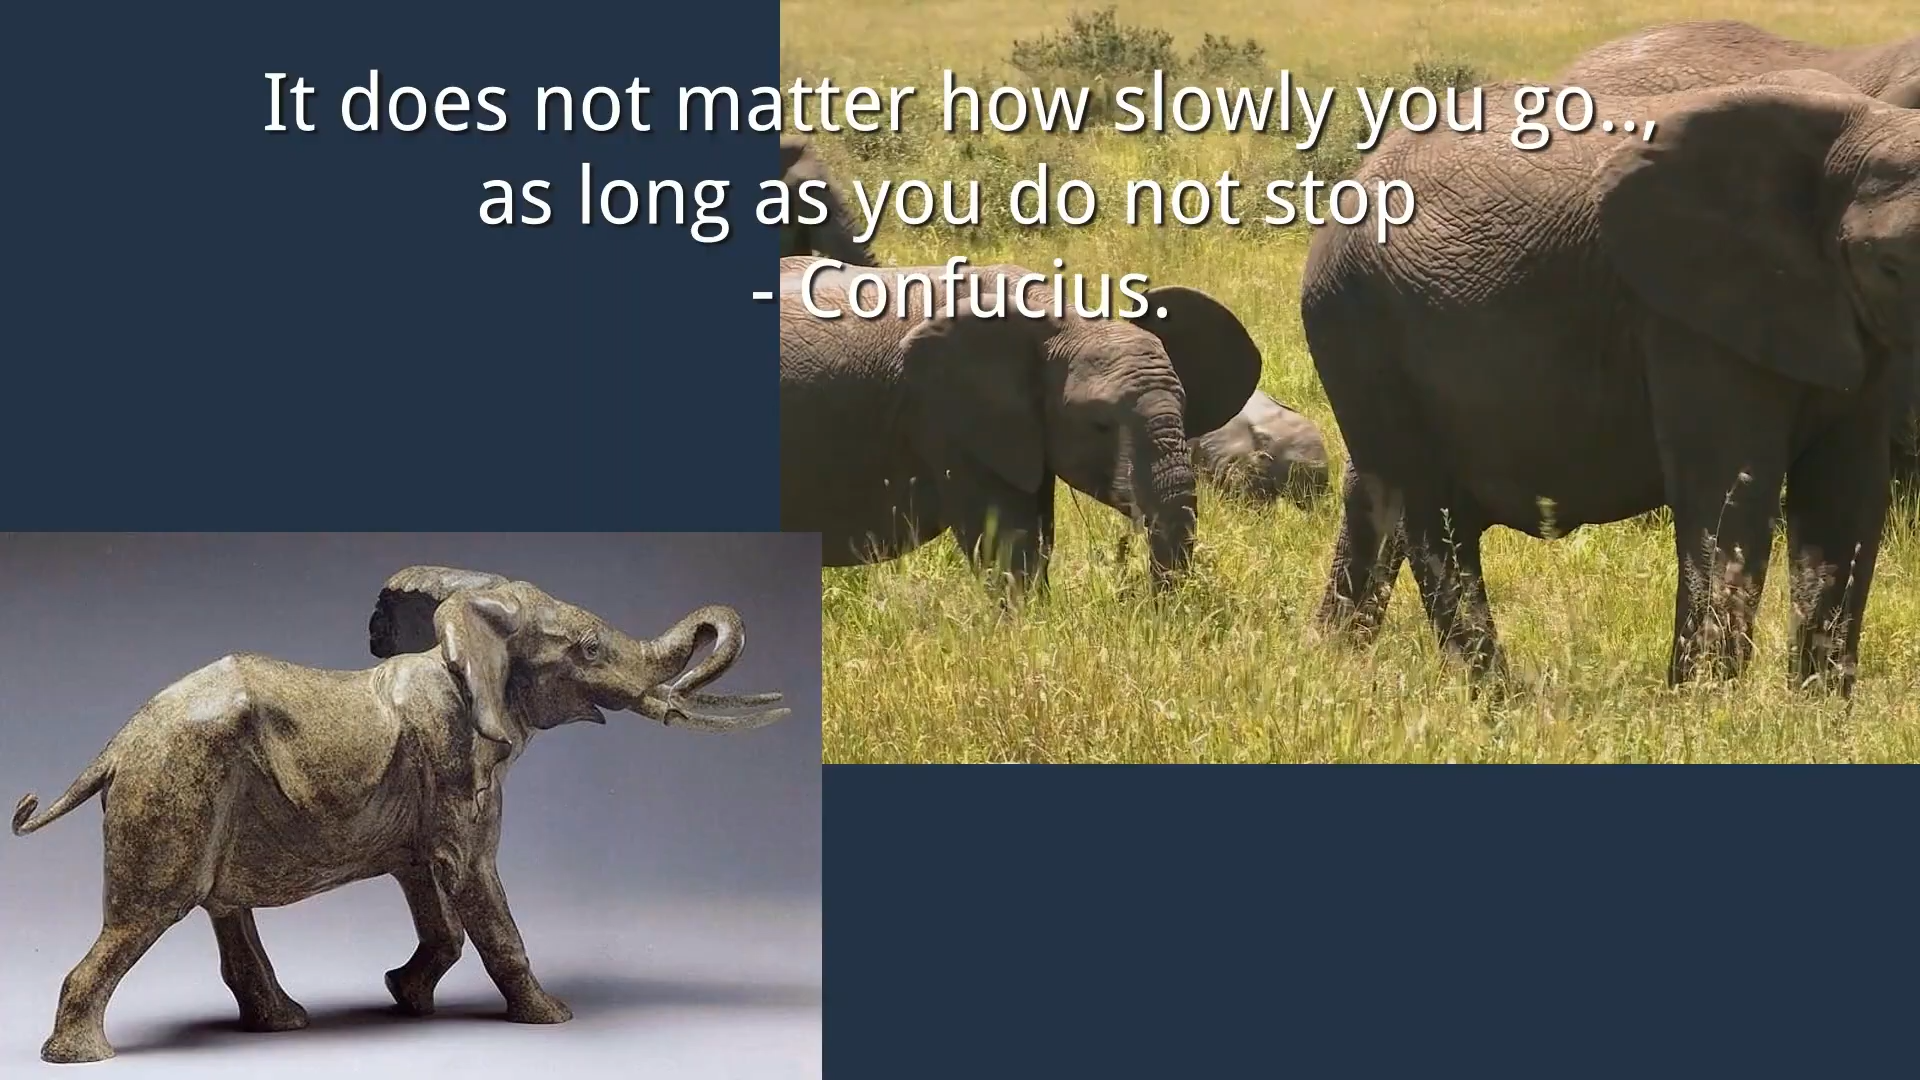 It does not matter how slowly you go..,
as long as you do not stop
- Confucius.